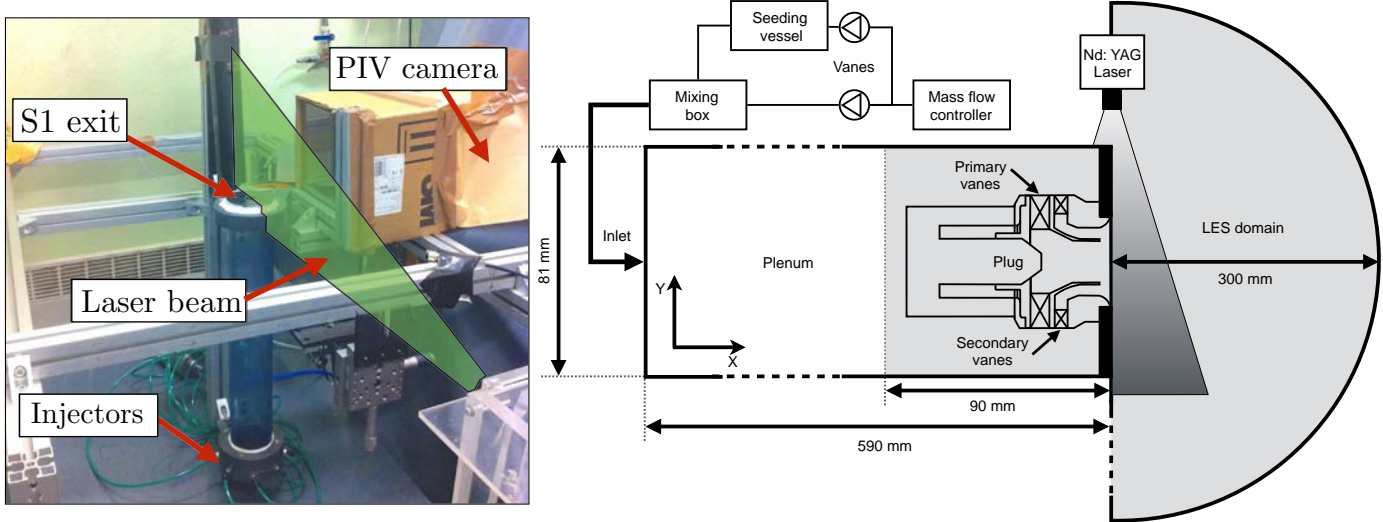 PIV camera
S1 exit
Laser beam
Injectors
Seeding
vessel
Vanes
Mixing
box
Mass flow
controller
Nd: YAG
Laser
Inlet
81 mm
Plenum
Y
X
Primary
vanes
Plug
Secondary
vanes
LES domain
300 mm
90 mm
590 mm